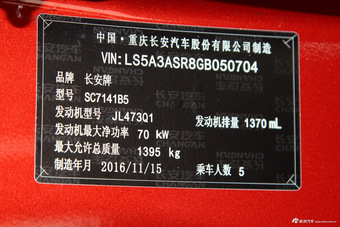 中国·重庆长安汽车股份有限公司制造
VIN:LS5A3ASR8GB050704
品牌 长安牌
型号 SC7141B5
发动机型号 JL473Q1 发动机排量 1370 mL
发动机最大净功率 70 kW
最大允许总质量 1395 kg
制造年月 2016/11/15 乘车人数 5